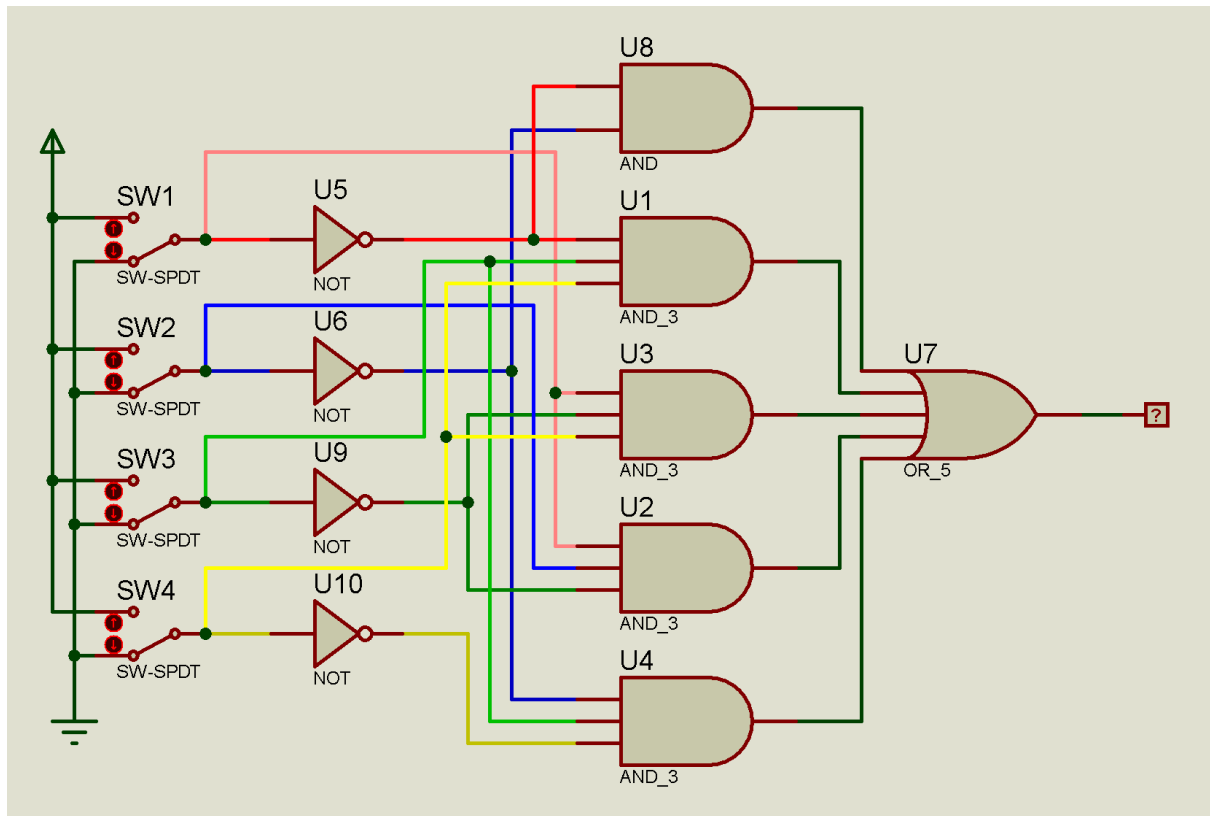 U8
AND
SW1
SW-SPDT
U5
NOT
U1
AND_3
SW2
SW-SPDT
U6
NOT
U3
AND_3
U7
OR_5
?
SW3
SW-SPDT
U9
NOT
U2
AND_3
SW4
SW-SPDT
U10
NOT
U4
AND_3